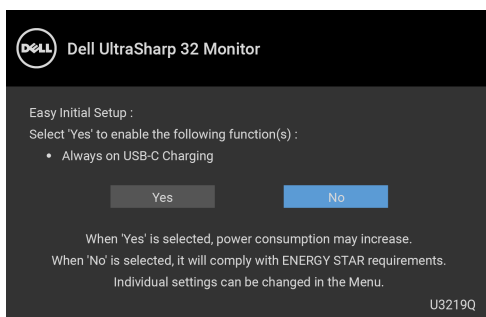 DELL Dell UltraSharp 32 Monitor
Easy Initial Setup :
Select 'Yes' to enable the following function(s) :
• Always on USB-C Charging
Yes No
When 'Yes' is selected, power consumption may increase.
When 'No' is selected, it will comply with ENERGY STAR requirements.
Individual settings can be changed in the Menu.
U3219Q